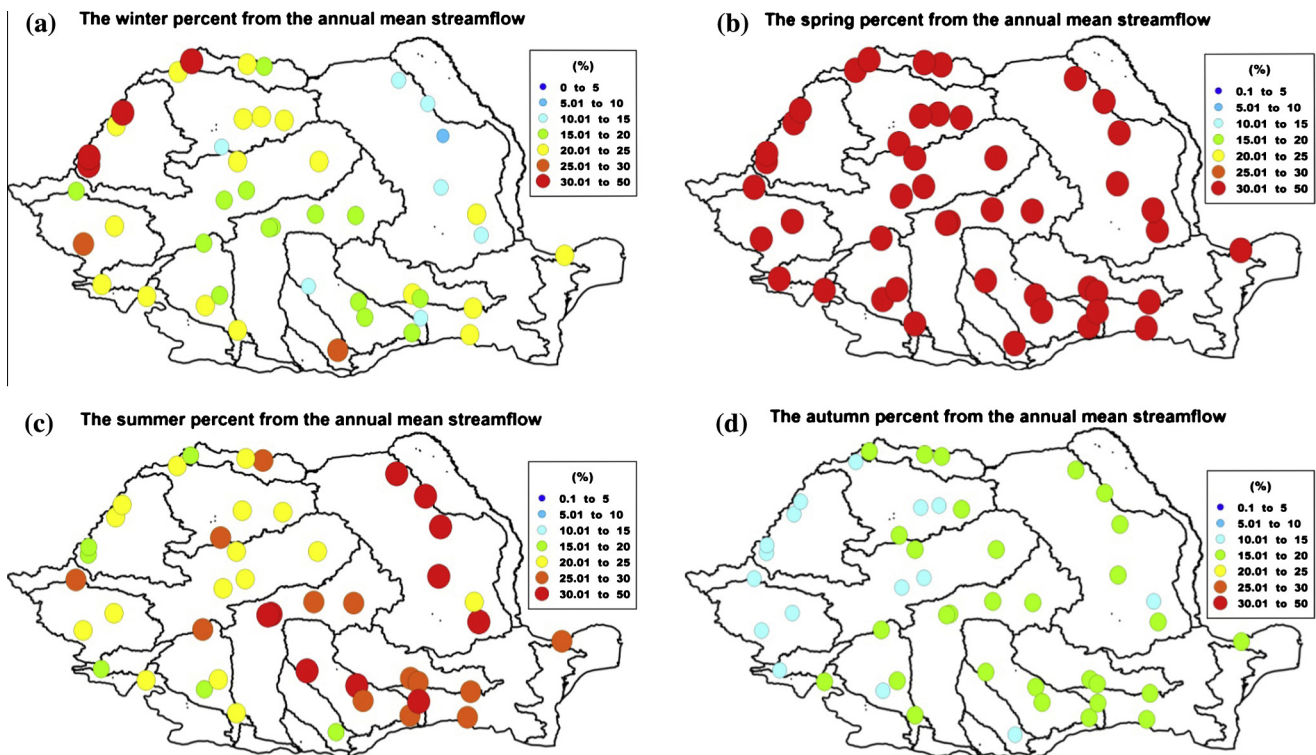 (a) The winter percent from the annual mean streamflow
(%)
0 to 5
5.01 to 10
10.01 to 15
15.01 to 20
20.01 to 25
25.01 to 30
30.01 to 50
(b) The spring percent from the annual mean streamflow
(%)
0.1 to 5
5.01 to 10
10.01 to 15
15.01 to 20
20.01 to 25
25.01 to 30
30.01 to 50
(c) The summer percent from the annual mean streamflow
(%)
0.1 to 5
5.01 to 10
10.01 to 15
15.01 to 20
20.01 to 25
25.01 to 30
30.01 to 50
(d) The autumn percent from the annual mean streamflow
(%)
0.1 to 5
5.01 to 10
10.01 to 15
15.01 to 20
20.01 to 25
25.01 to 30
30.01 to 50